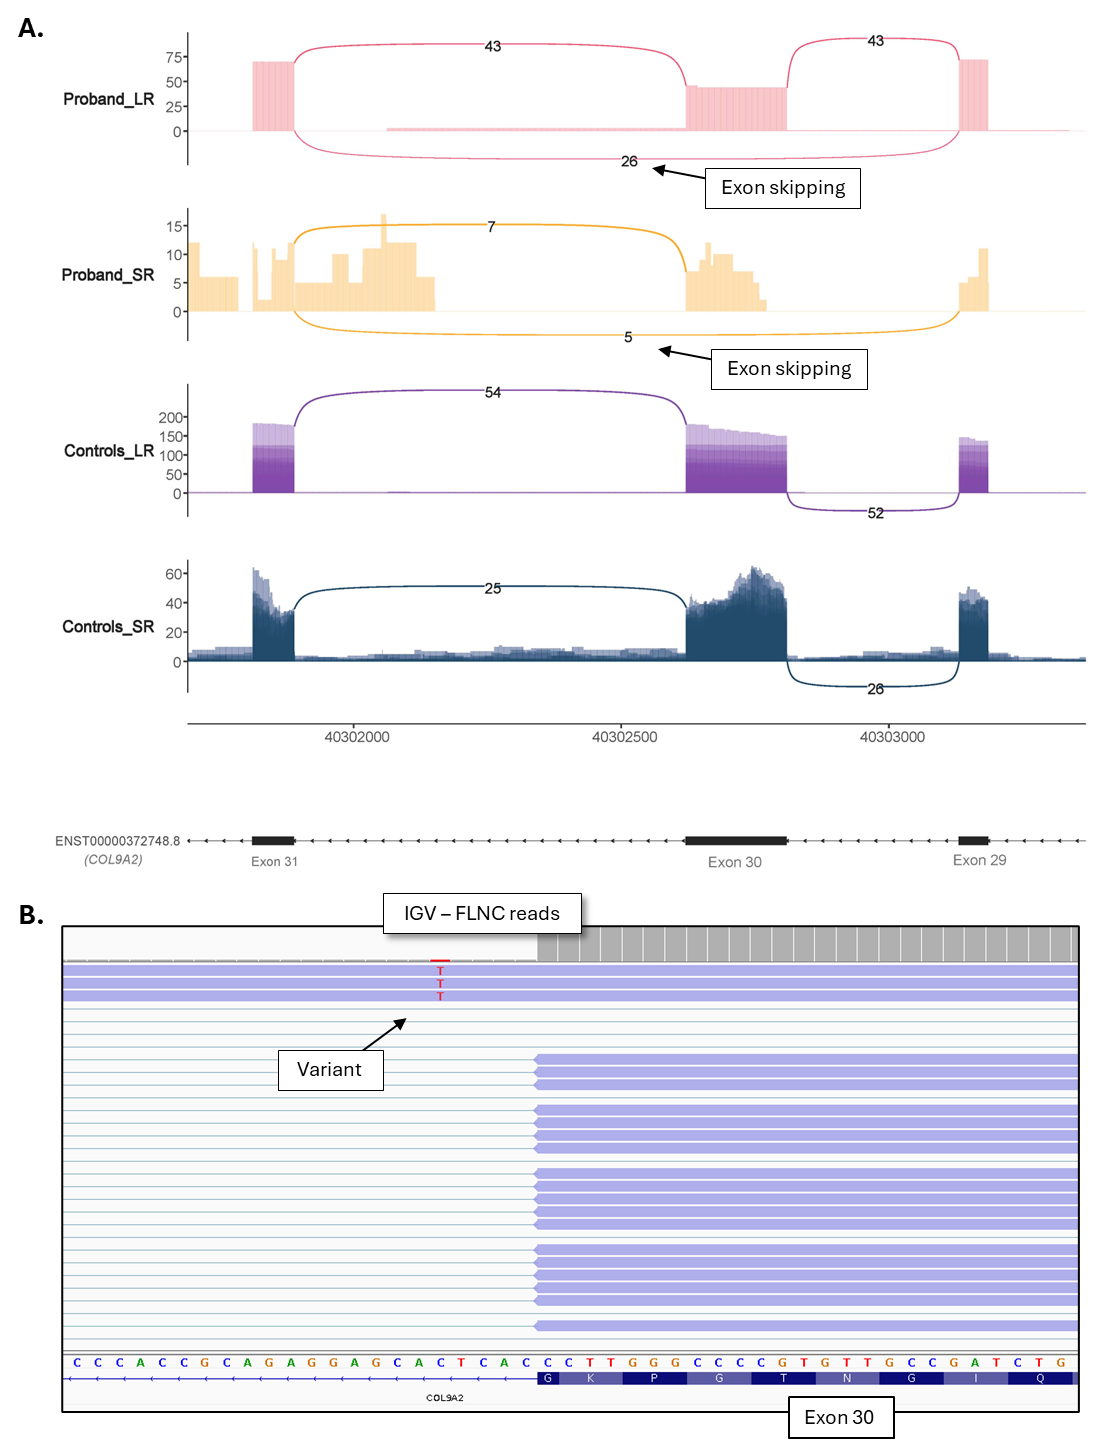 A.
75
50
25
0
Proband_LR
43
43
26
Exon skipping
15
10
5
0
Proband_SR
7
5
Exon skipping
200
150
100
50
0
Controls_LR
54
52
60
40
20
0
Controls_SR
25
26
40302000 40302500 40303000
ENST00000372748.8
(COL9A2)
Exon 31 Exon 30 Exon 29
B.
IGV – FLNC reads
T
T
T
Variant
C C C A C C G C A G A G G A G C A C T C A C C C T T G G G C C C C G T G T T G C C G A T C T G
G K P G T N G I Q
COL9A2
Exon 30